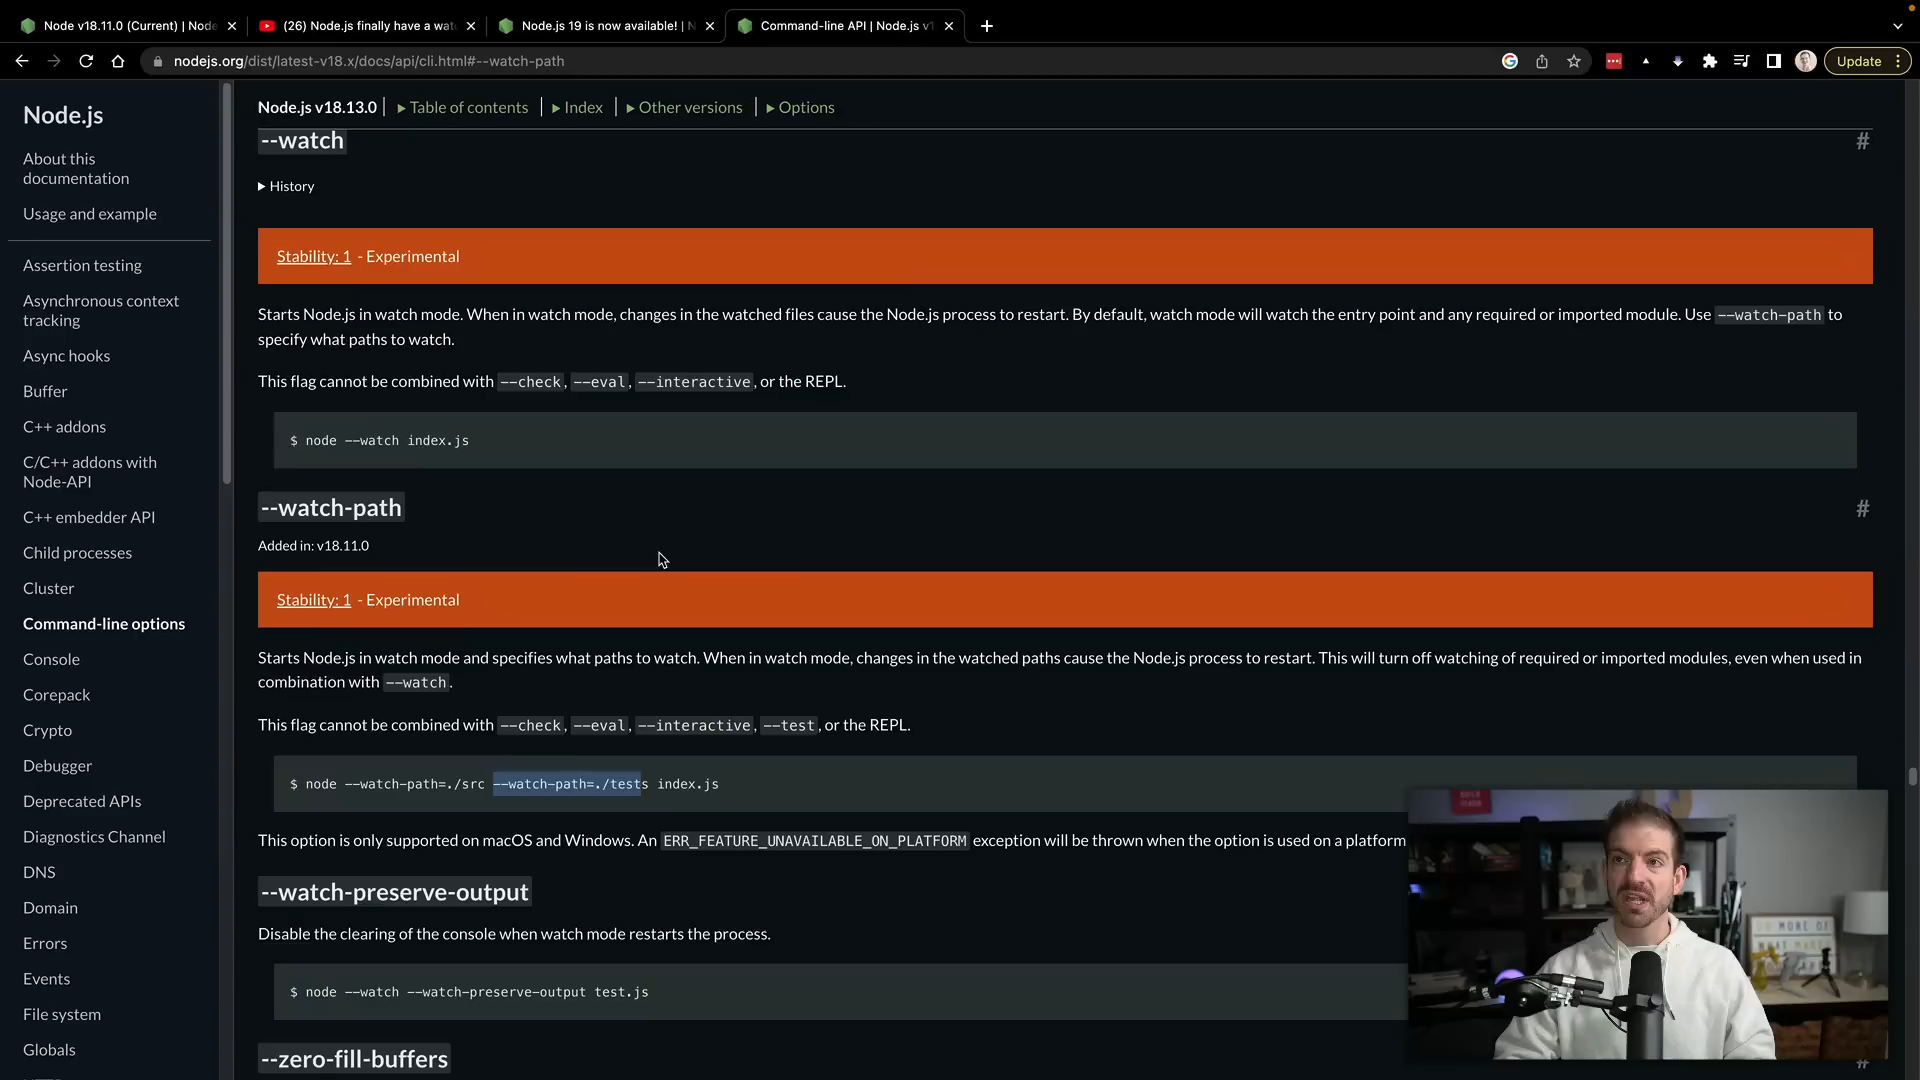 Node v18.11.0 (Current) | Node
(26) Node.js finally have a wat
Node.js 19 is now available! | N
Command-line API | Node.js v1
nodejs.org/dist/latest-v18.x/docs/api/cli.html#--watch-path
Update
Node.js
About this
documentation
Usage and example
Assertion testing
Asynchronous context
tracking
Async hooks
Buffer
C++ addons
C/C++ addons with
Node-API
C++ embedder API
Child processes
Cluster
Command-line options
Console
Corepack
Crypto
Debugger
Deprecated APIs
Diagnostics Channel
DNS
Domain
Errors
Events
File system
Globals
Node.js v18.13.0 | ▶ Table of contents | ▶ Index | ▶ Other versions | ▶ Options
--watch #
▶ History
Stability: 1 - Experimental
Starts Node.js in watch mode. When in watch mode, changes in the watched files cause the Node.js process to restart. By default, watch mode will watch the entry point and any required or imported module. Use --watch-path to
specify what paths to watch.
This flag cannot be combined with --check, --eval, --interactive, or the REPL.
$ node --watch index.js
--watch-path #
Added in: v18.11.0
Stability: 1 - Experimental
Starts Node.js in watch mode and specifies what paths to watch. When in watch mode, changes in the watched paths cause the Node.js process to restart. This will turn off watching of required or imported modules, even when used in
combination with --watch.
This flag cannot be combined with --check, --eval, --interactive, --test, or the REPL.
$ node --watch-path=./src --watch-path=./tests index.js
This option is only supported on macOS and Windows. An ERR_FEATURE_UNAVAILABLE_ON_PLATFORM exception will be thrown when the option is used on a platform
--watch-preserve-output
Disable the clearing of the console when watch mode restarts the process.
$ node --watch --watch-preserve-output test.js
--zero-fill-buffers #
MORE OF
WHAT